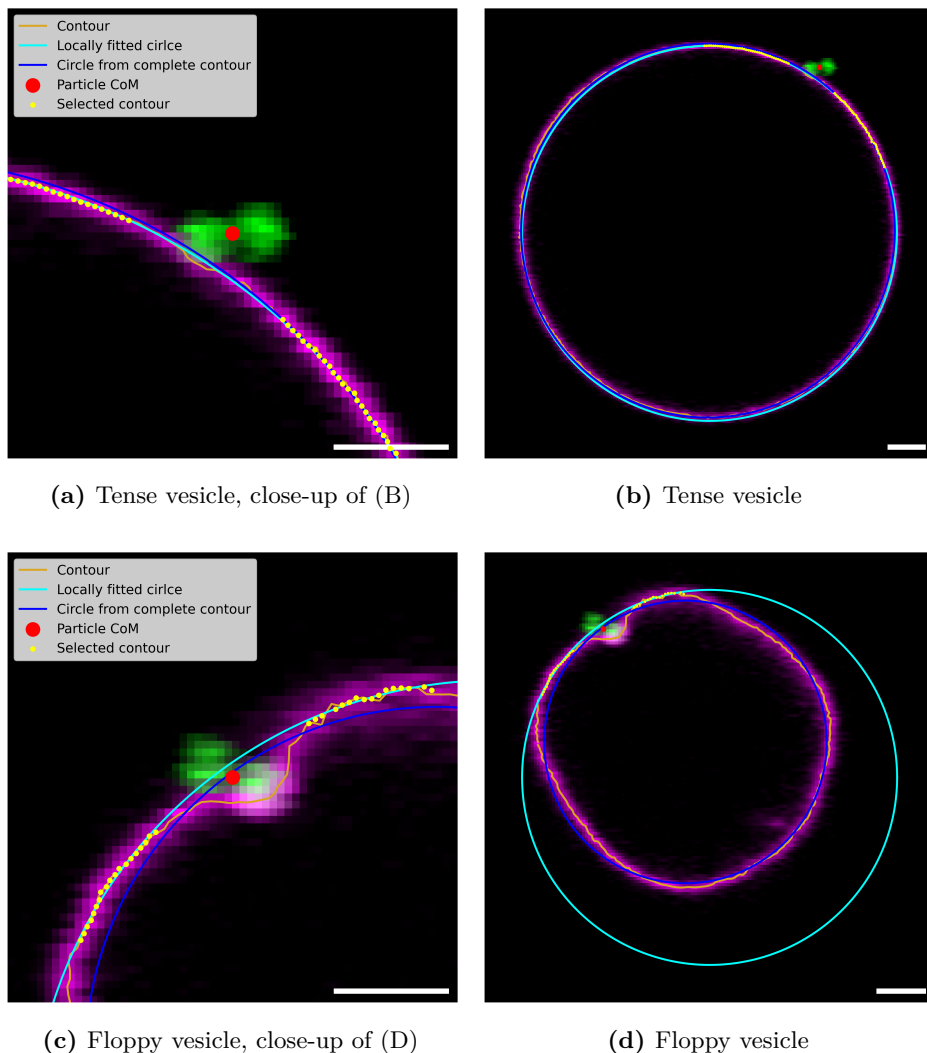 Contour
Locally fitted cirlce
Circle from complete contour
Particle CoM
Selected contour
(a) Tense vesicle, close-up of (B)
(b) Tense vesicle
Contour
Locally fitted cirlce
Circle from complete contour
Particle CoM
Selected contour
(c) Floppy vesicle, close-up of (D)
(d) Floppy vesicle